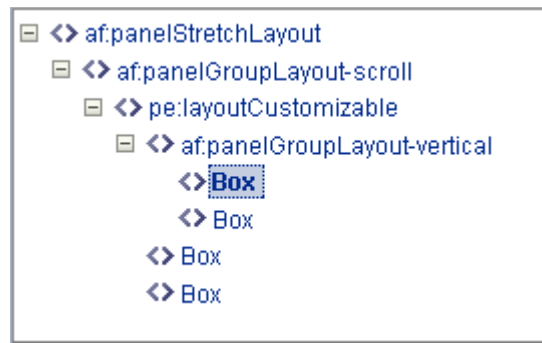 af:panelStretchLayout
af:panelGroupLayout-scroll
pe:layoutCustomizable
af:panelGroupLayout-vertical
Box
Box
Box
Box